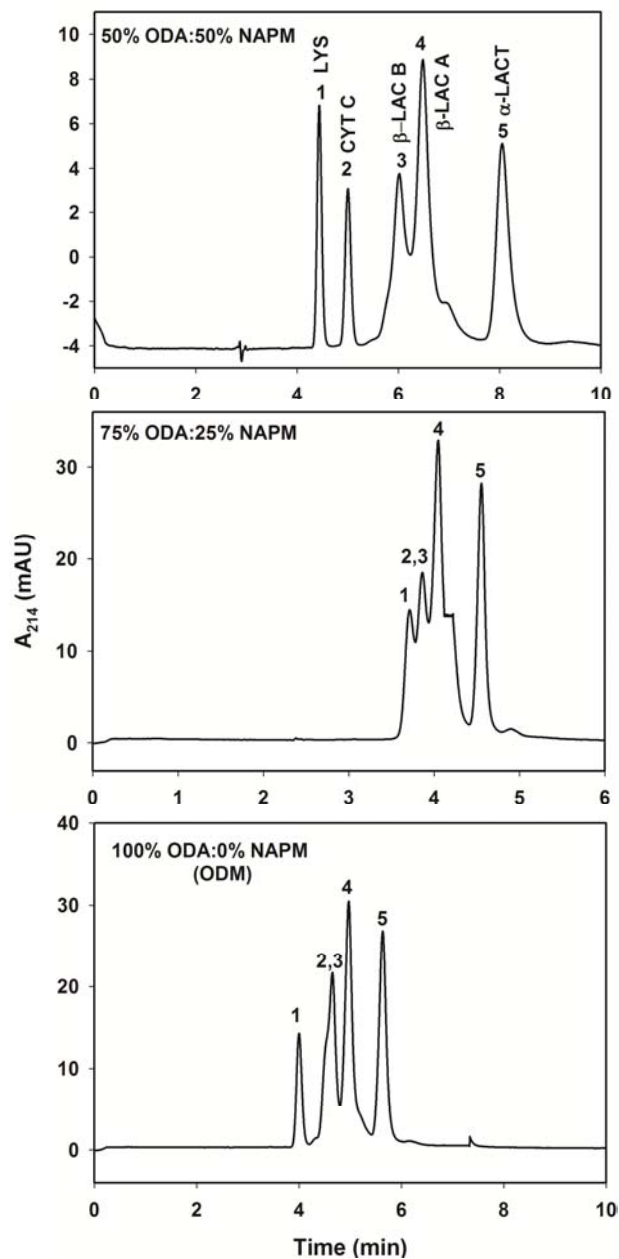 50% ODA:50% NAPM
LYS
CYT C
β-LAC B
β-LAC A
α-LACT
1
2
3
4
5
10
8
6
4
2
0
-2
-4
0 2 4 6 8 10
75% ODA:25% NAPM
1
2,3
4
5
30
20
10
0
0 1 2 3 4 5 6
A214 (mAU)
100% ODA:0% NAPM
(ODM)
1
2,3
4
5
40
30
20
10
0
0 2 4 6 8 10
Time (min)